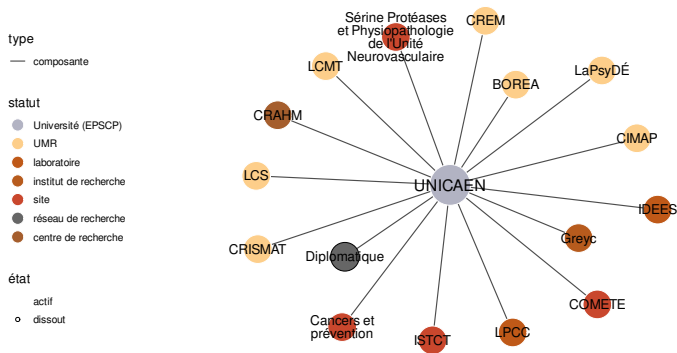 type
composante
statut
Université (EPSCP)
UMR
laboratoire
institut de recherche
site
réseau de recherche
centre de recherche
état
actif
dissout
Sérine Protéases
et Physiopathologie
de l'Unité
Neurovasculaire
CREM
LCMT
BOREA
LaPsyDÉ
CRAHM
CIMAP
LCS
UNICAEN
IDEES
CRISMAT
Diplomatique
Greyc
COMETE
Cancers et
prévention
ISTCT
LPCC